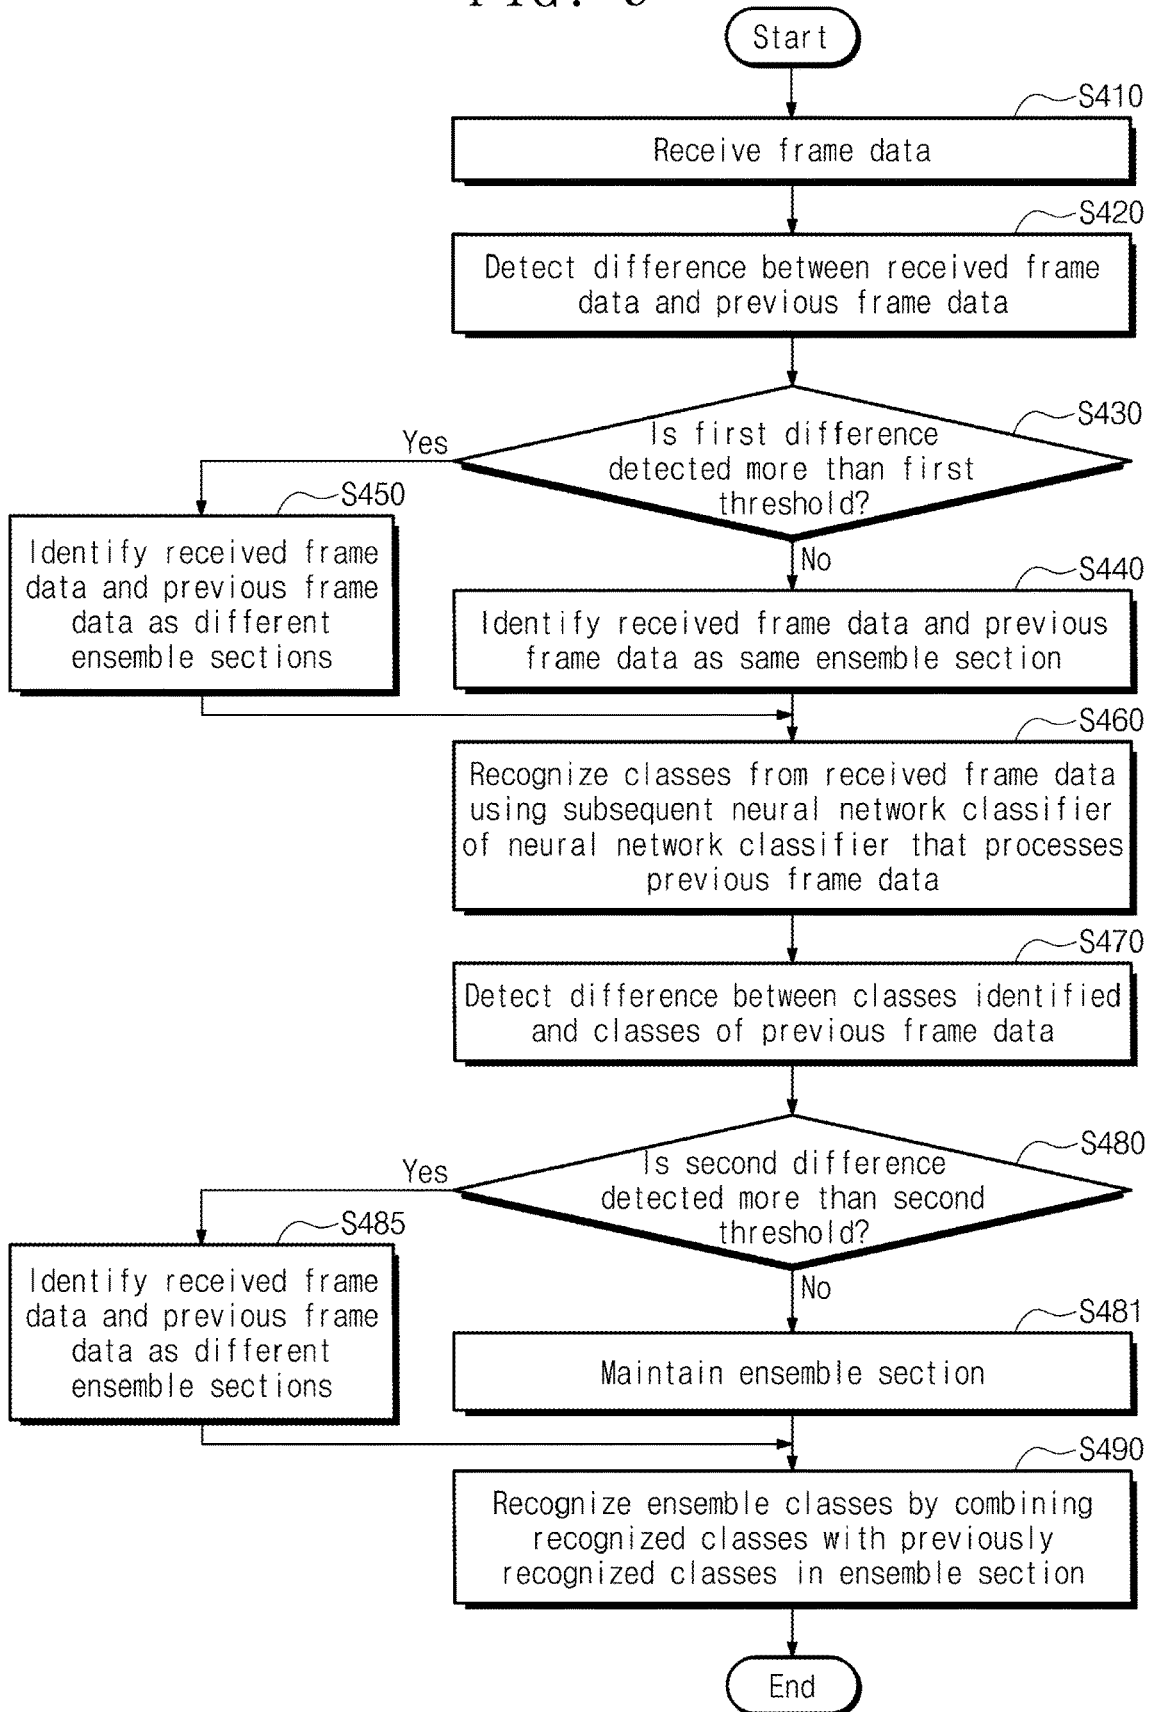 Start
S410
Receive frame data
S420
Detect difference between received frame
data and previous frame data
S430
Is first difference
detected more than first
threshold?
Yes
No
S450
Identify received frame
data and previous frame
data as different
ensemble sections
S440
Identify received frame data and previous
frame data as same ensemble section
S460
Recognize classes from received frame data
using subsequent neural network classifier
of neural network classifier that processes
previous frame data
S470
Detect difference between classes identified
and classes of previous frame data
S480
Is second difference
detected more than second
threshold?
Yes
No
S485
Identify received frame
data and previous frame
data as different
ensemble sections
S481
Maintain ensemble section
S490
Recognize ensemble classes by combining
recognized classes with previously
recognized classes in ensemble section
End